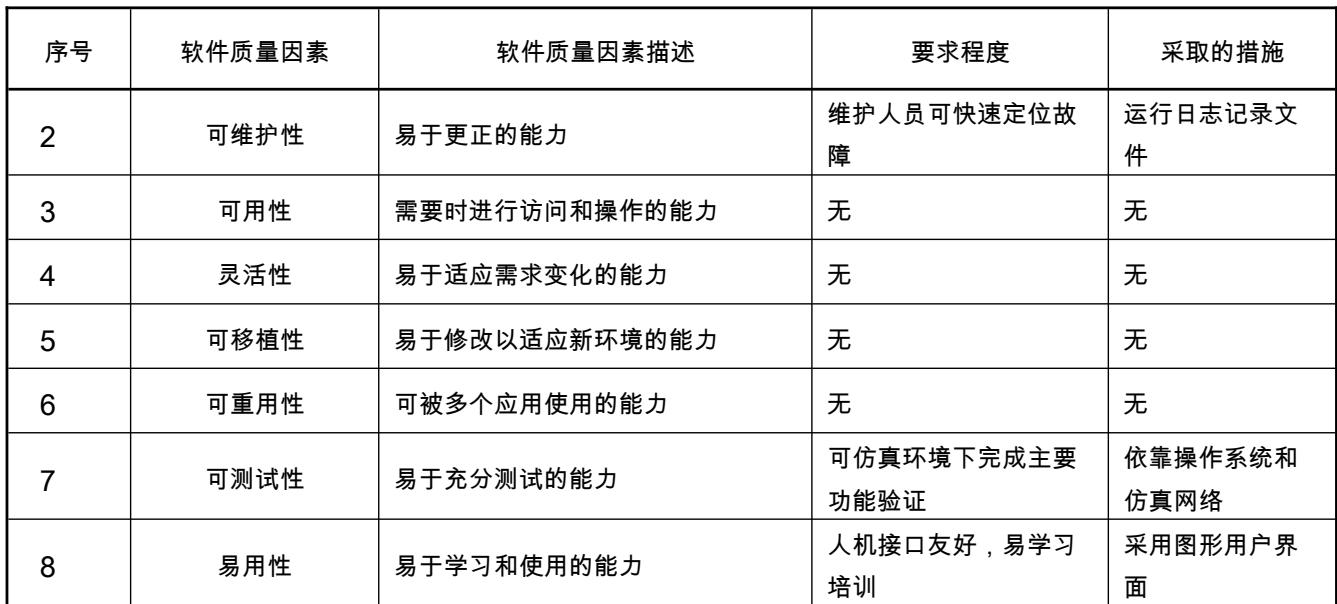 序号 软件质量因素 软件质量因素描述 要求程度 采取的措施
2 可维护性 易于更正的能力 维护人员可快速定位故障 运行日志记录文件
3 可用性 需要时进行访问和操作的能力 无 无
4 灵活性 易于适应需求变化的能力 无 无
5 可移植性 易于修改以适应新环境的能力 无 无
6 可重用性 可被多个应用使用的能力 无 无
7 可测试性 易于充分测试的能力 可仿真环境下完成主要功能验证 依靠操作系统和仿真网络
8 易用性 易于学习和使用的能力 人机接口友好，易学习培训 采用图形用户界面